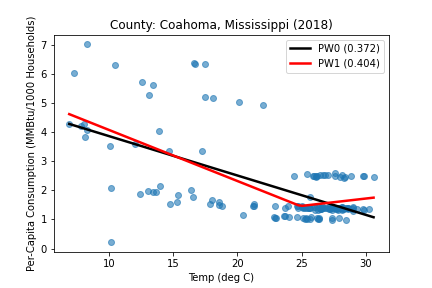 County: Coahoma, Mississippi (2018)
PW0 (0.372)
PW1 (0.404)
Per-Capita Consumption (MMBtu/1000 Households)
7
6
5
4
3
2
1
0
10
15
20
25
30
Temp (deg C)